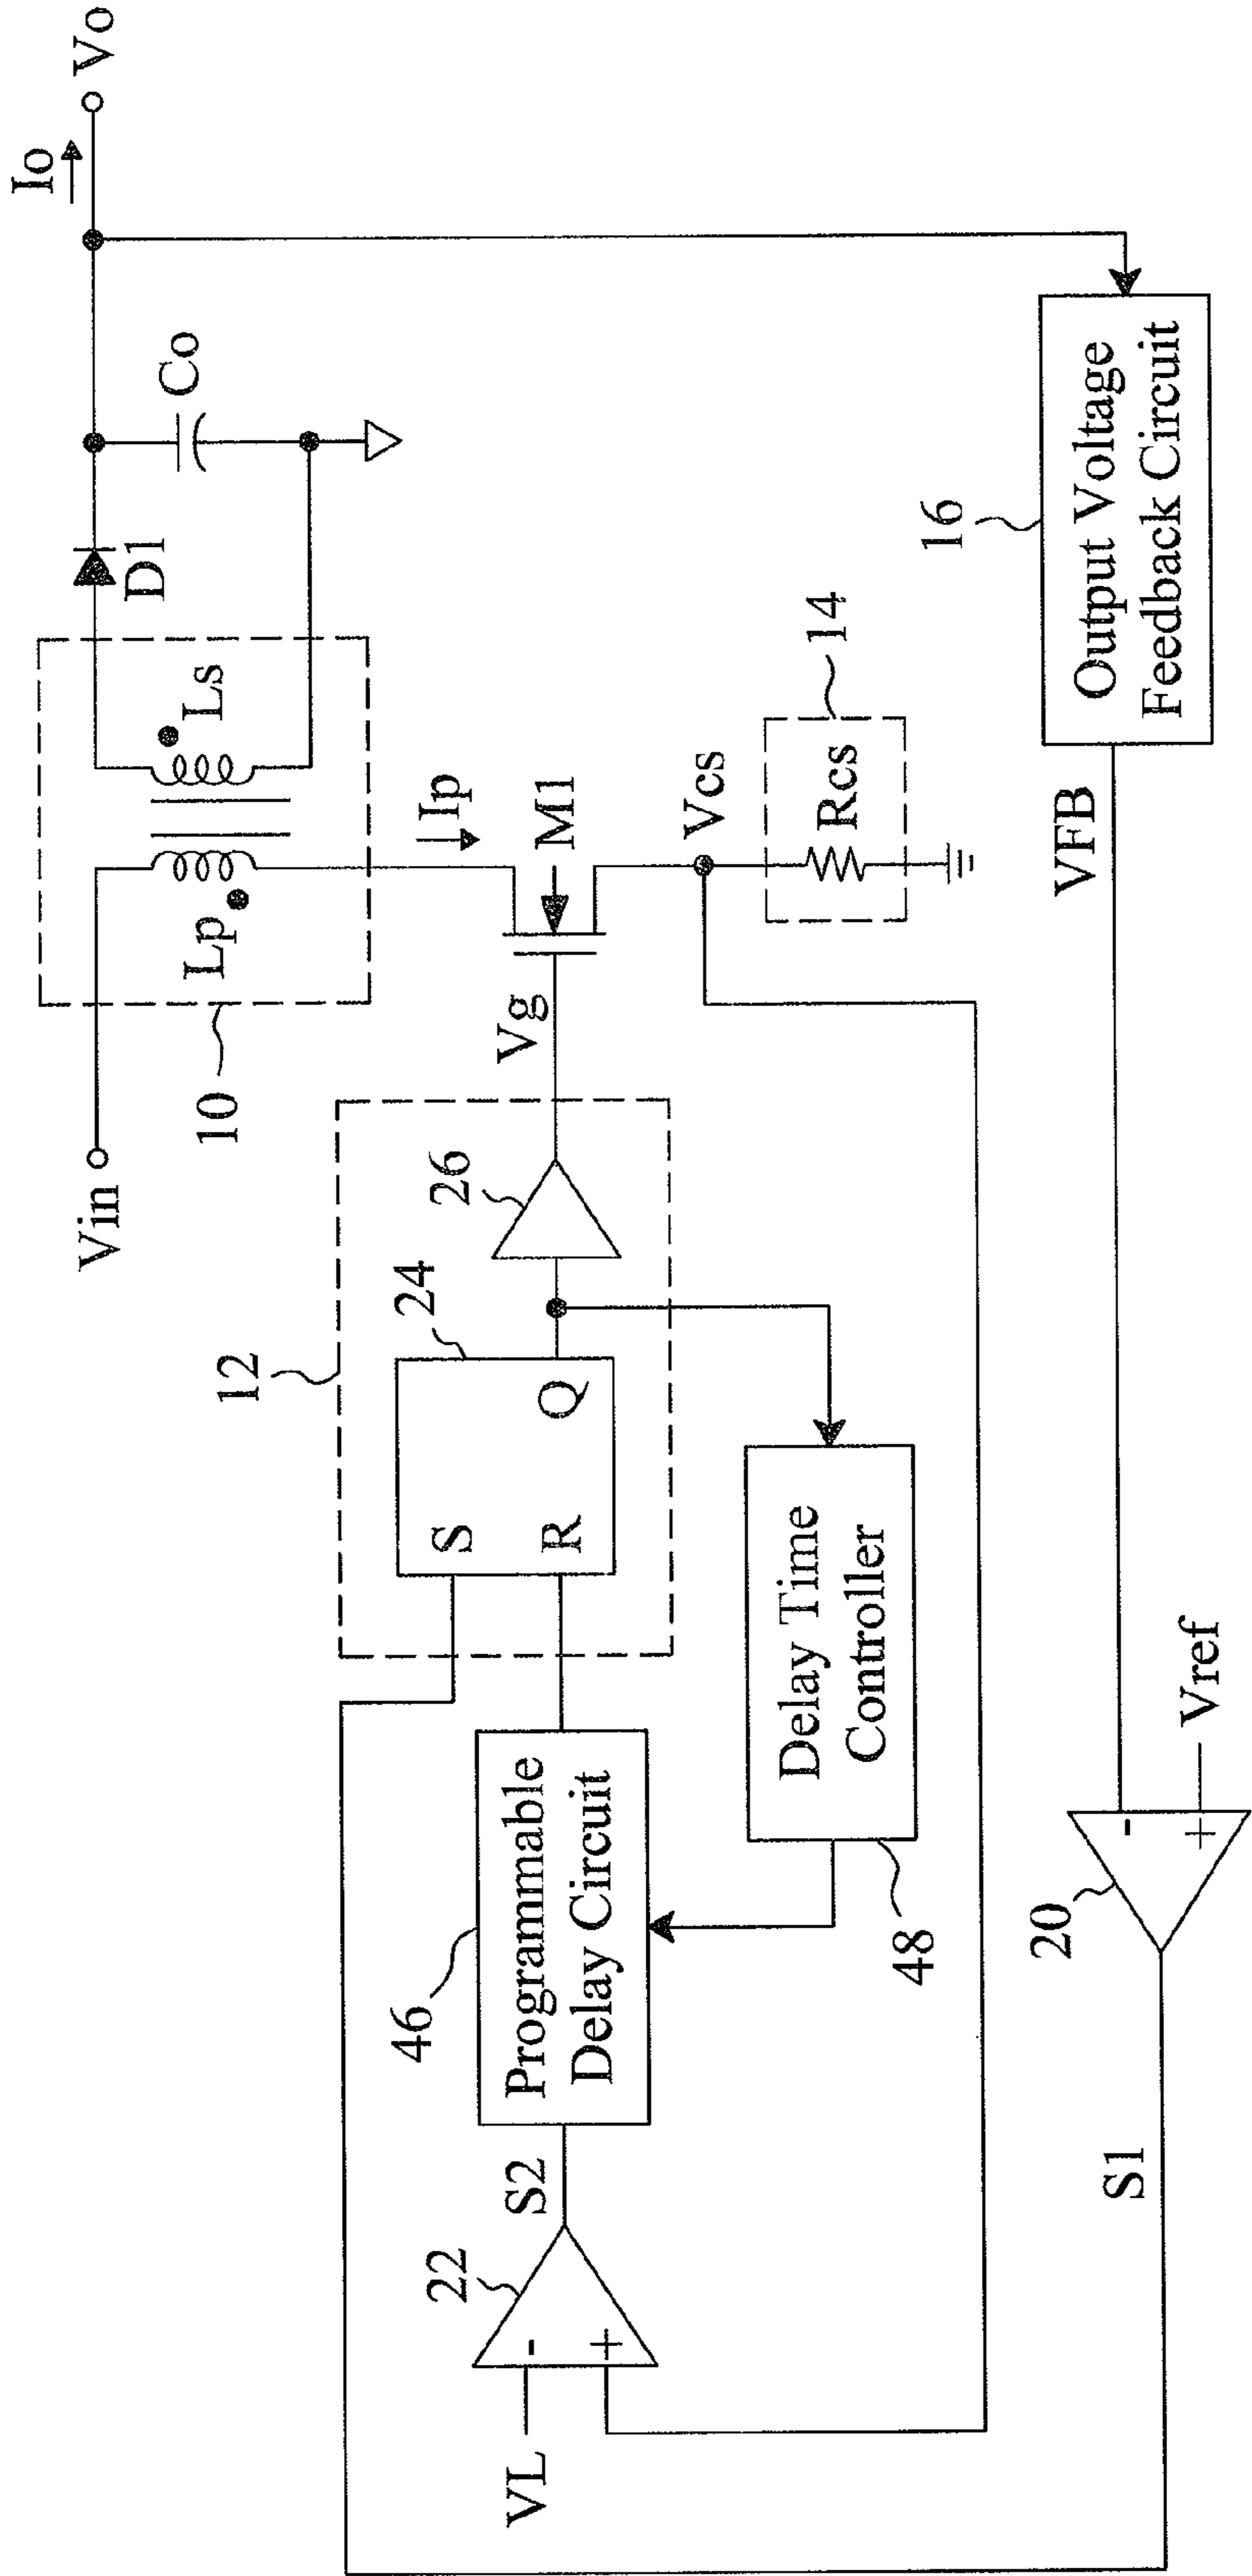 Io
Vo
Vin
Lp
Ls
D1
Co
10
Ip
M1
Vg
12
24
26
S
R
Q
Vcs
14
Rcs
46
Programmable
Delay Circuit
S2
22
VL
-
+
Delay Time
Controller
48
16
Output Voltage
Feedback Circuit
VFB
Vref
-
+
20
S1